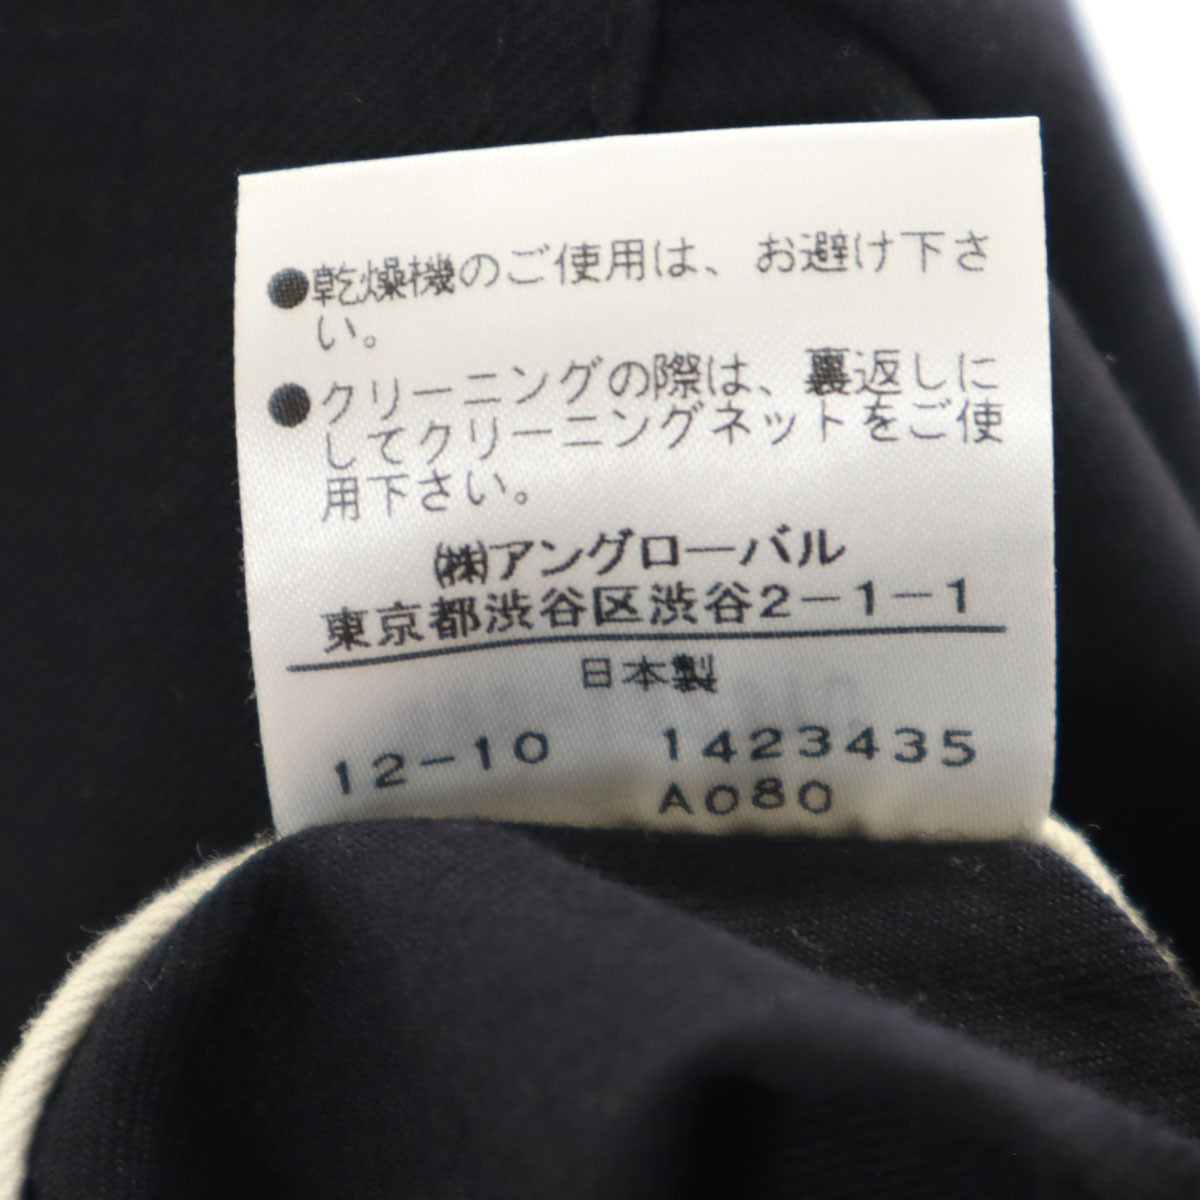 ●乾燥機のご使用は、お避け下さ
い。
●クリーニングの際は、裏返しに
してクリーニングネットをご使
用下さい。
㈱アングローバル
東京都渋谷区渋谷2-1-1
日本製
12-10 1423435
A080